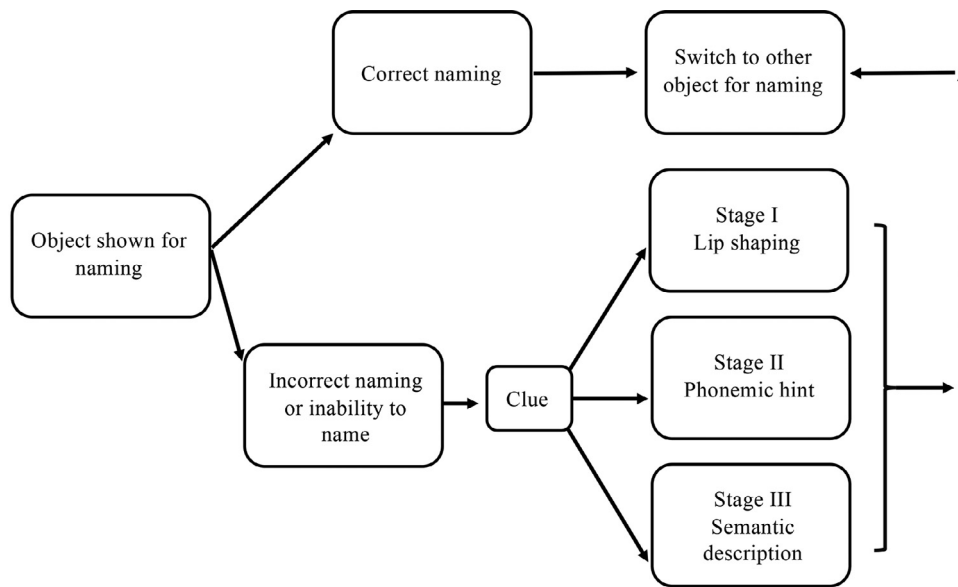 Correct naming
Switch to other
object for naming
Object shown for
naming
Stage I
Lip shaping
Incorrect naming
or inability to
name
Clue
Stage II
Phonemic hint
Stage III
Semantic
description